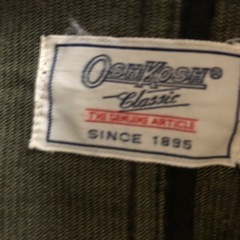 OSHKOSH®
Classic
THE GENUINE ARTICLE
SINCE 1895